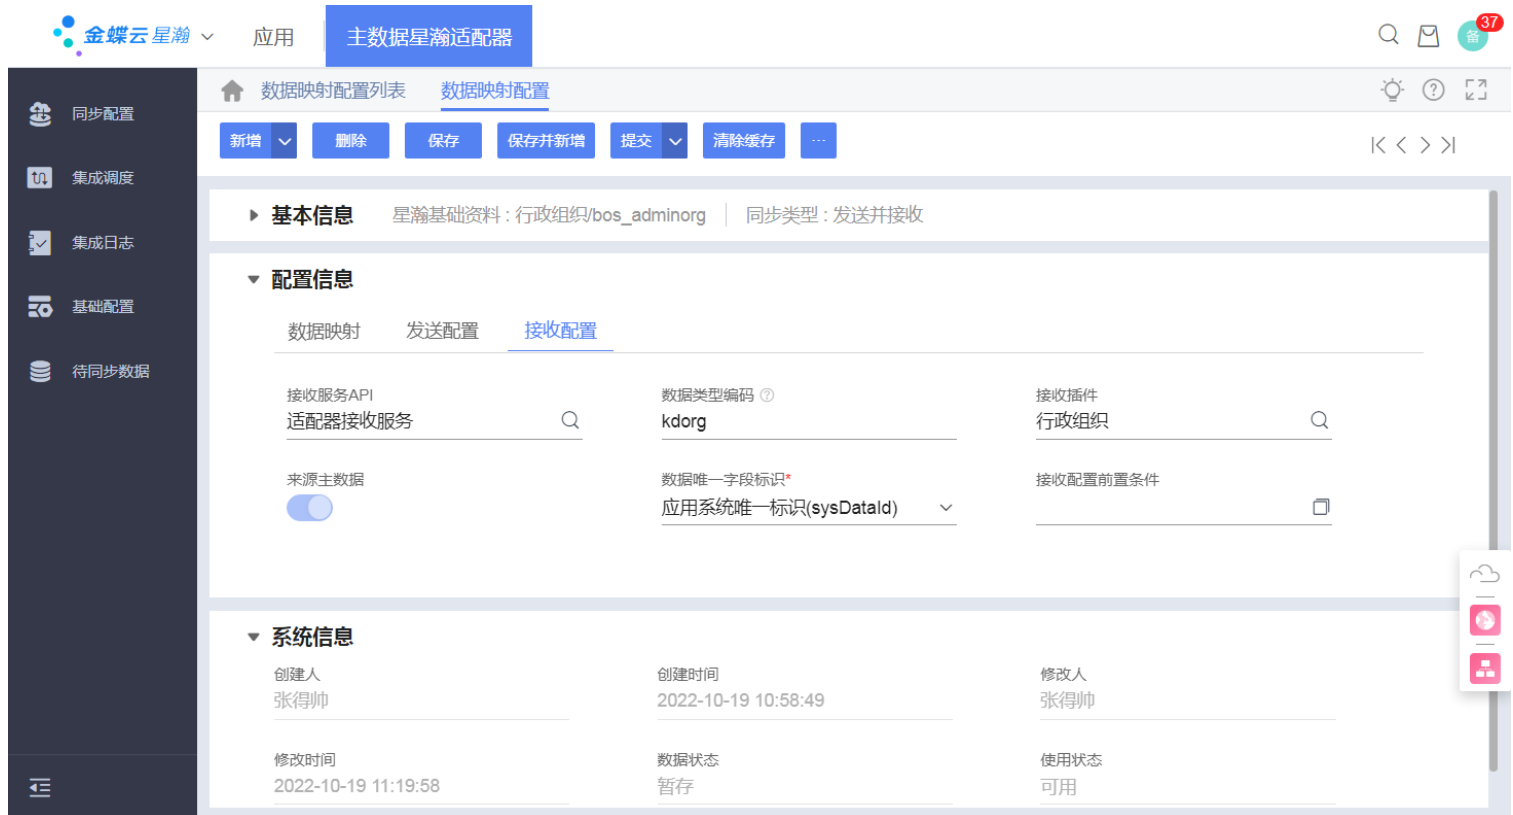 金蝶云 星瀚 应用 主数据星瀚适配器 备 37
数据映射配置列表 数据映射配置
同步配置
集成调度
集成日志
基础配置
待同步数据
新增 删除 保存 保存并新增 提交 清除缓存 ...
基本信息 星瀚基础资料 : 行政组织/bos_adminorg 同步类型 : 发送并接收
配置信息
数据映射 发送配置 接收配置
接收服务API 数据类型编码 接收插件
适配器接收服务 kdorg 行政组织
来源主数据 数据唯一字段标识* 接收配置前置条件
应用系统唯一标识(sysDataId)
系统信息
创建人 创建时间 修改人
张得帅 2022-10-19 10:58:49 张得帅
修改时间 数据状态 使用状态
2022-10-19 11:19:58 暂存 可用